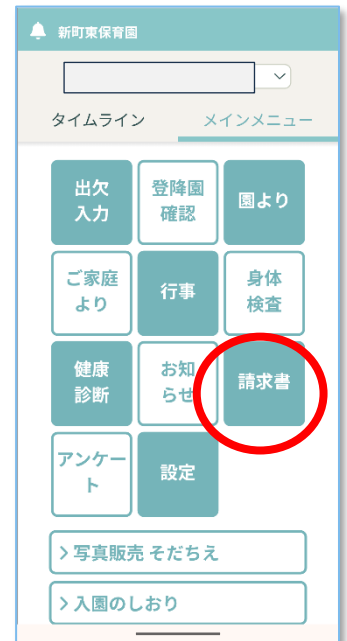 新町東保育園
タイムライン メインメニュー
出欠
入力
登降園
確認
園より
ご家庭
より
行事
身体
検査
健康
診断
お知
らせ
請求書
アンケー
ト
設定
>写真販売 そだちえ
>入園のしおり